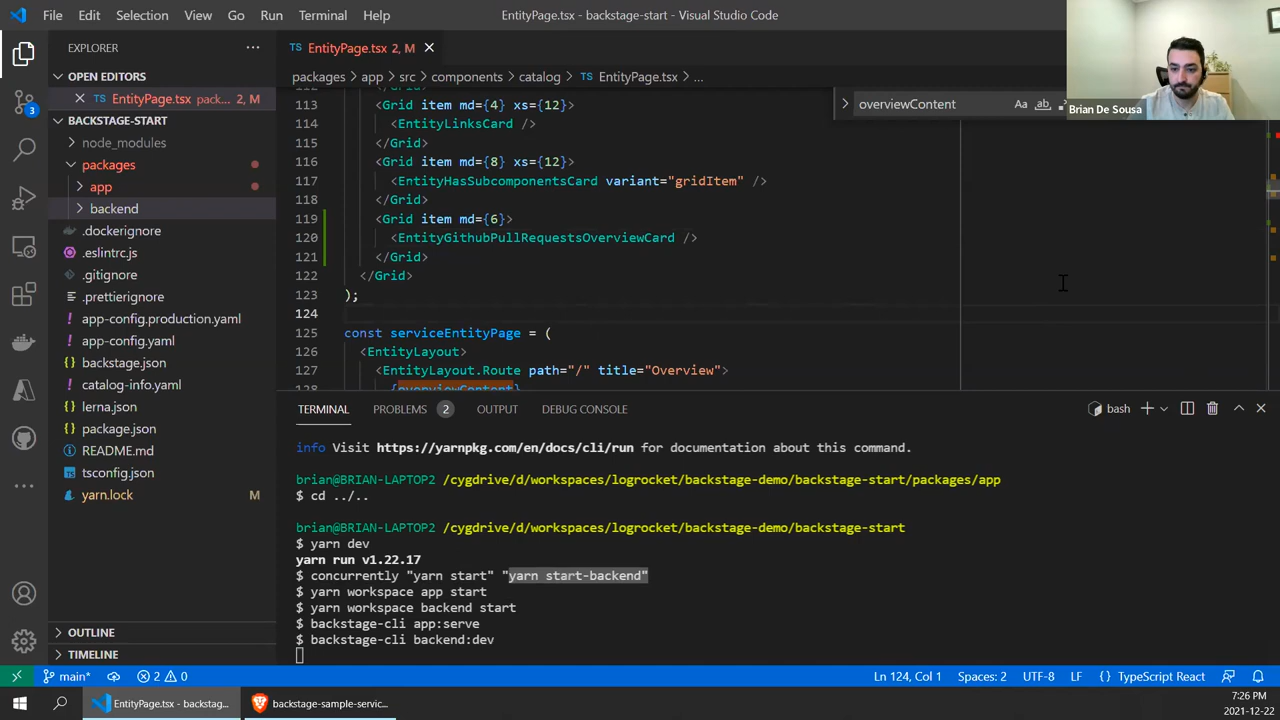 File Edit Selection View Go Run Terminal Help
EntityPage.tsx - backstage-start - Visual Studio Code
Brian De Sousa
EXPLORER
OPEN EDITORS
EntityPage.tsx pack... 2, M
BACKSTAGE-START
node_modules
packages
app
backend
.dockerignore
.eslintrc.js
.gitignore
.prettierignore
app-config.production.yaml
app-config.yaml
backstage.json
catalog-info.yaml
lerna.json
package.json
README.md
tsconfig.json
yarn.lock M
OUTLINE
TIMELINE
3
EntityPage.tsx 2, M
packages > app > src > components > catalog > EntityPage.tsx > ...
overviewContent
113 <Grid item md={4} xs={12}>
114 <EntityLinksCard />
115 </Grid>
116 <Grid item md={8} xs={12}>
117 <EntityHasSubcomponentsCard variant="gridItem" />
118 </Grid>
119 <Grid item md={6}>
120 <EntityGithubPullRequestsOverviewCard />
121 </Grid>
122 </Grid>
123 );
124
125 const serviceEntityPage = (
126 <EntityLayout>
127 <EntityLayout.Route path="/" title="Overview">
128 {overviewContent}
TERMINAL PROBLEMS 2 OUTPUT DEBUG CONSOLE
bash
info Visit https://yarnpkg.com/en/docs/cli/run for documentation about this command.
brian@BRIAN-LAPTOP2 /cygdrive/d/workspaces/logrocket/backstage-demo/backstage-start/packages/app
$ cd ../..
brian@BRIAN-LAPTOP2 /cygdrive/d/workspaces/logrocket/backstage-demo/backstage-start
$ yarn dev
yarn run v1.22.17
$ concurrently "yarn start" "yarn start-backend"
$ yarn workspace app start
$ yarn workspace backend start
$ backstage-cli app:serve
$ backstage-cli backend:dev
main* 2 0 Ln 124, Col 1 Spaces: 2 UTF-8 LF {} TypeScript React
EntityPage.tsx - backstag... backstage-sample-servic...
7:26 PM
2021-12-22